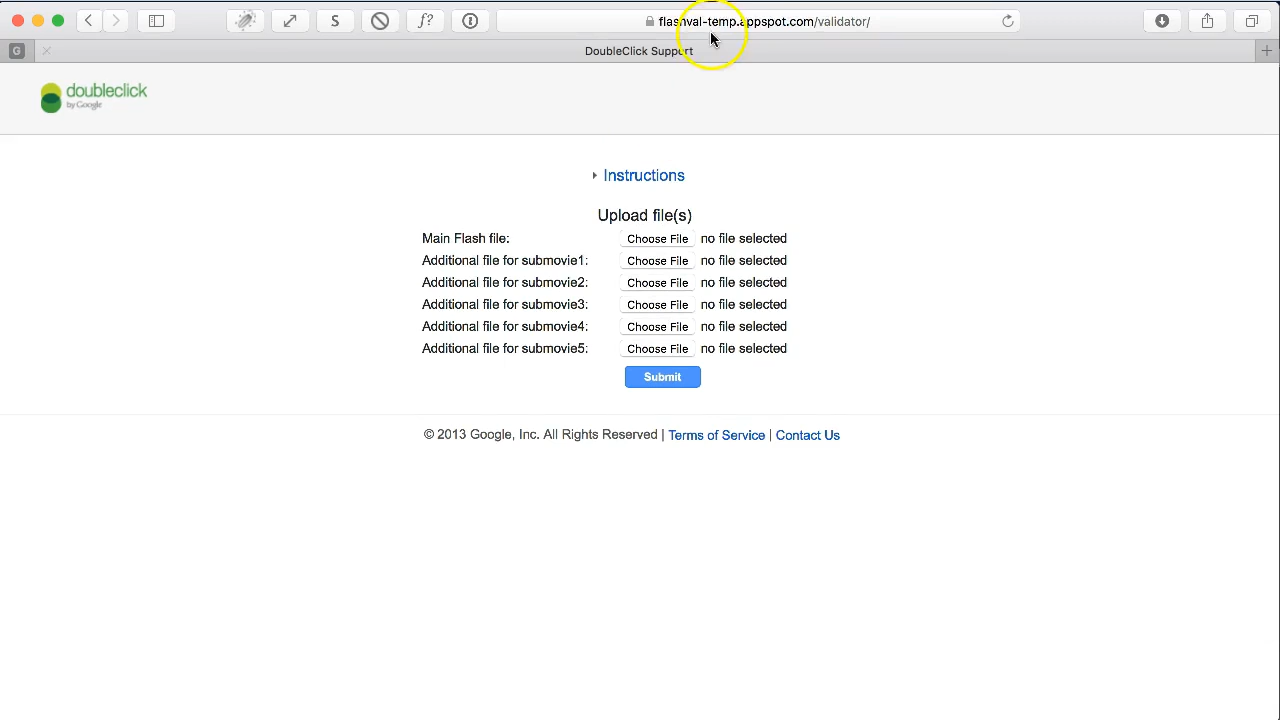 S
f?
flashval-temp.appspot.com/validator/
G
DoubleClick Support
doubleclick
by Google
Instructions
Upload file(s)
Main Flash file: Choose File no file selected
Additional file for submovie1: Choose File no file selected
Additional file for submovie2: Choose File no file selected
Additional file for submovie3: Choose File no file selected
Additional file for submovie4: Choose File no file selected
Additional file for submovie5: Choose File no file selected
Submit
© 2013 Google, Inc. All Rights Reserved | Terms of Service | Contact Us